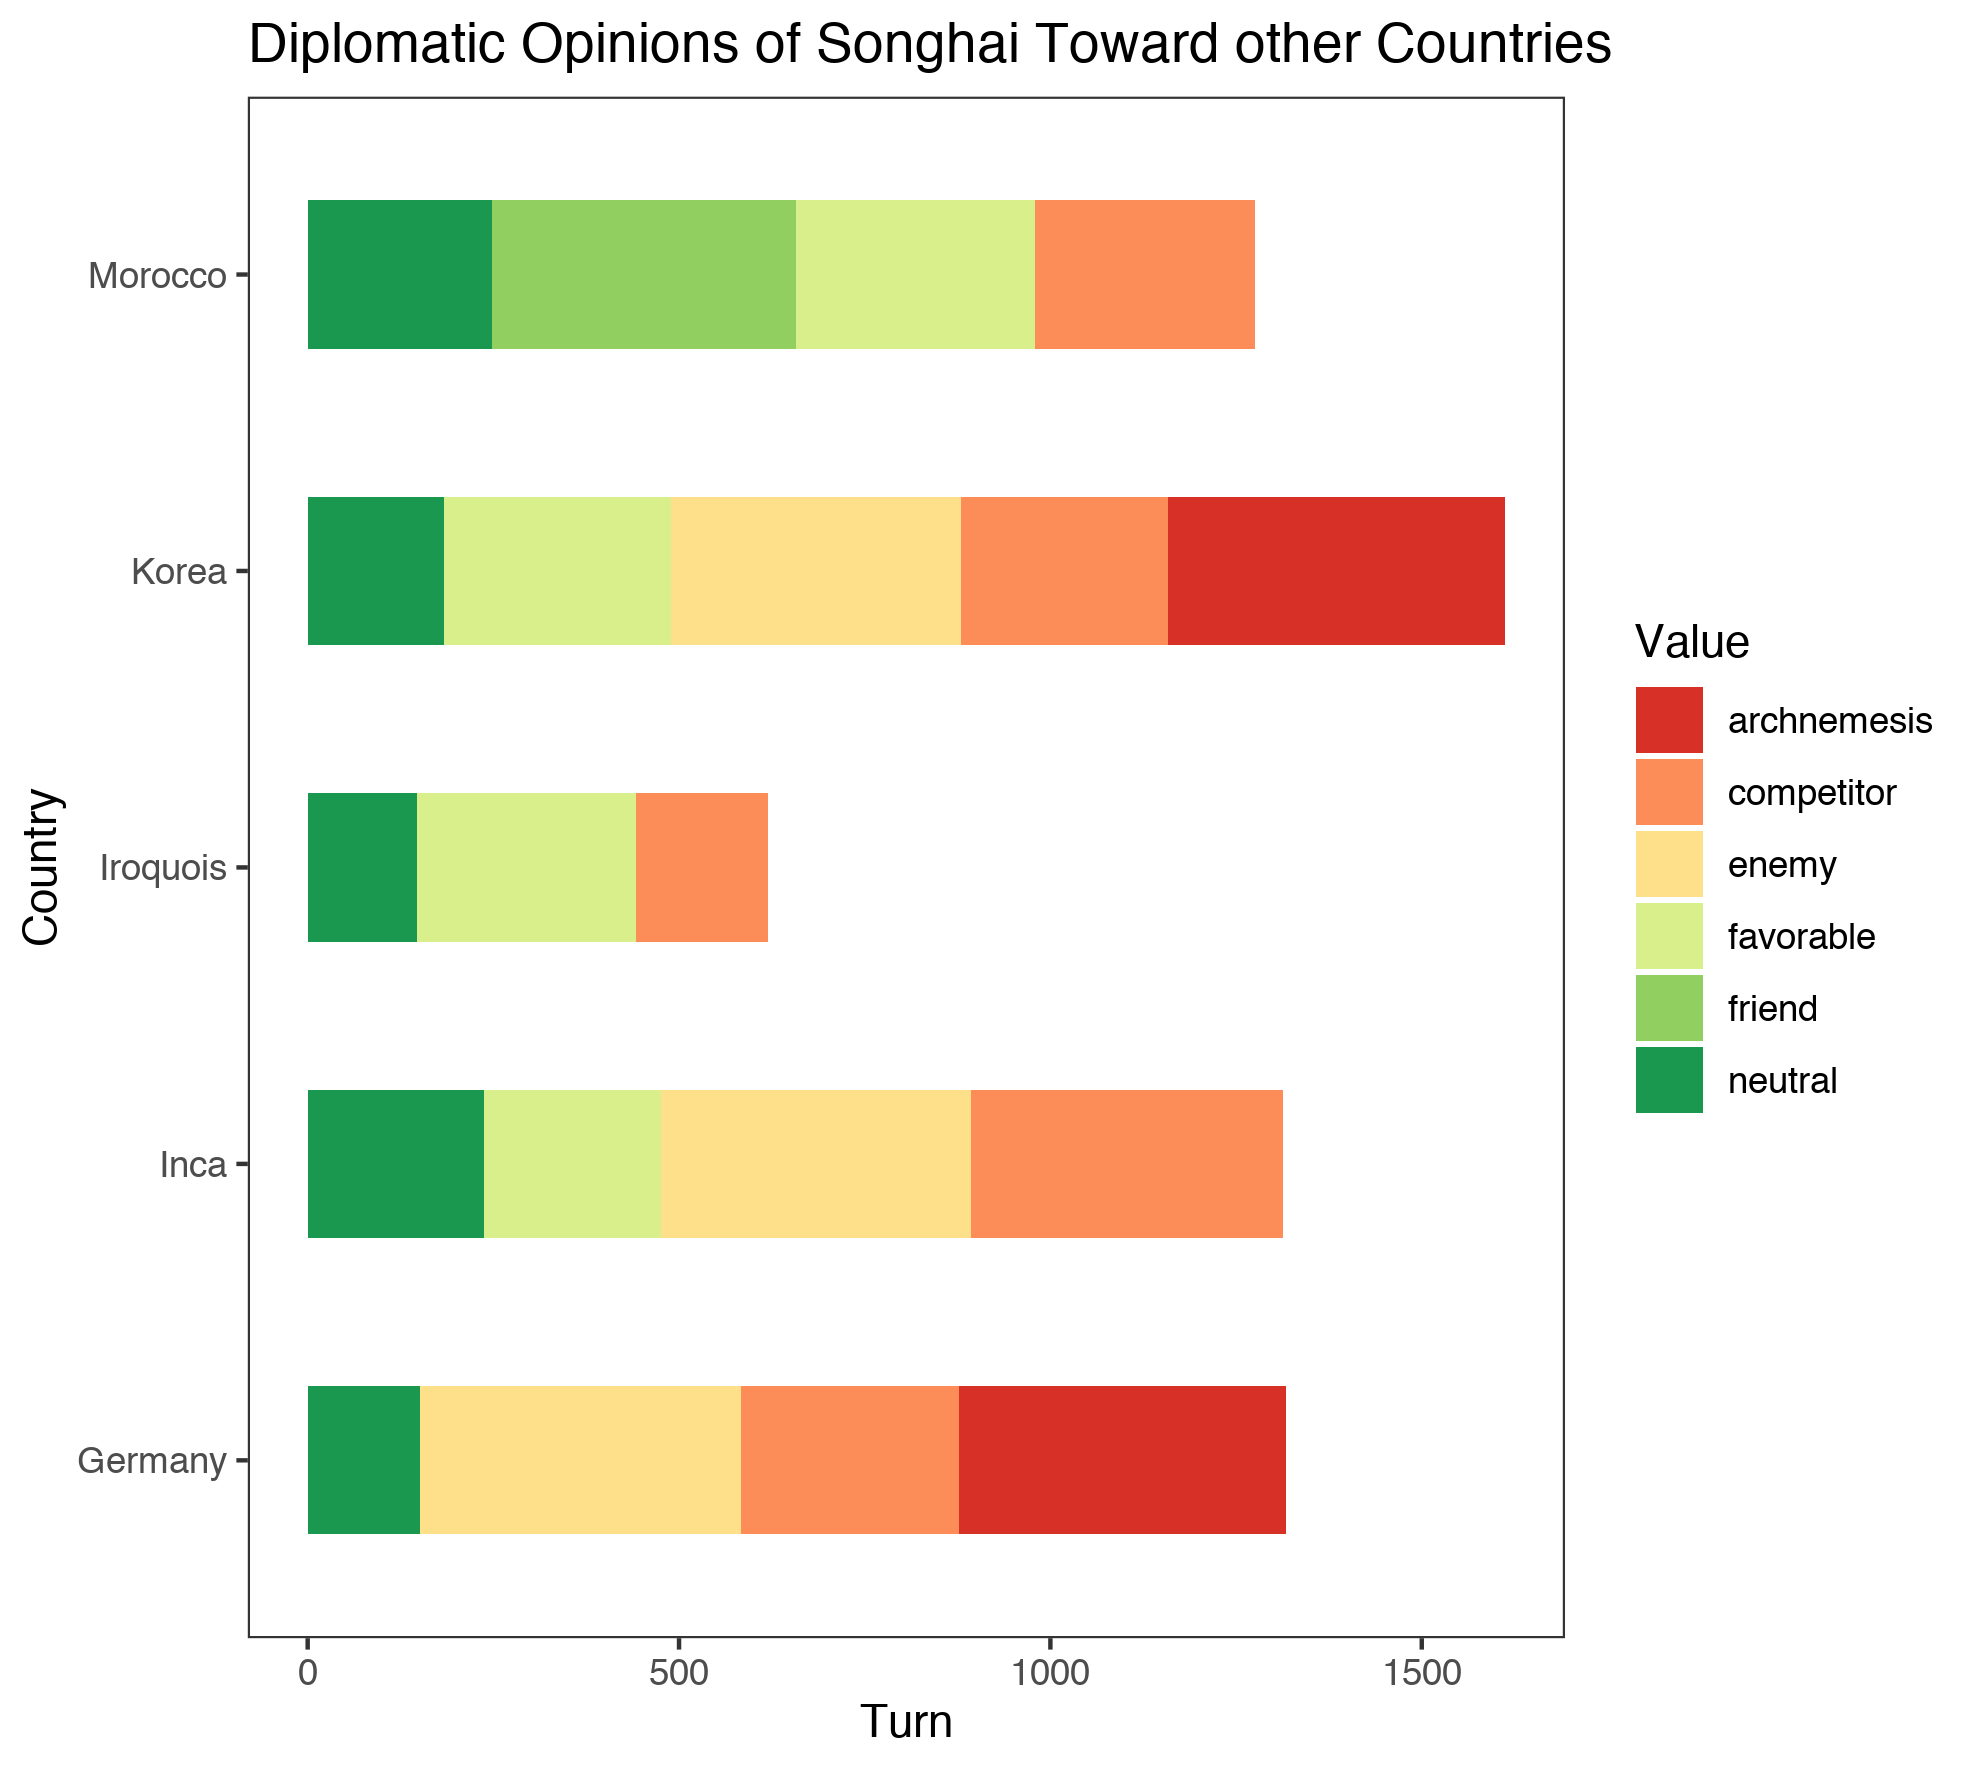 Diplomatic Opinions of Songhai Toward other Countries
Morocco
Korea
Iroquois
Inca
Germany
Country
0
500
1000
1500
Turn
Value
archnemesis
competitor
enemy
favorable
friend
neutral